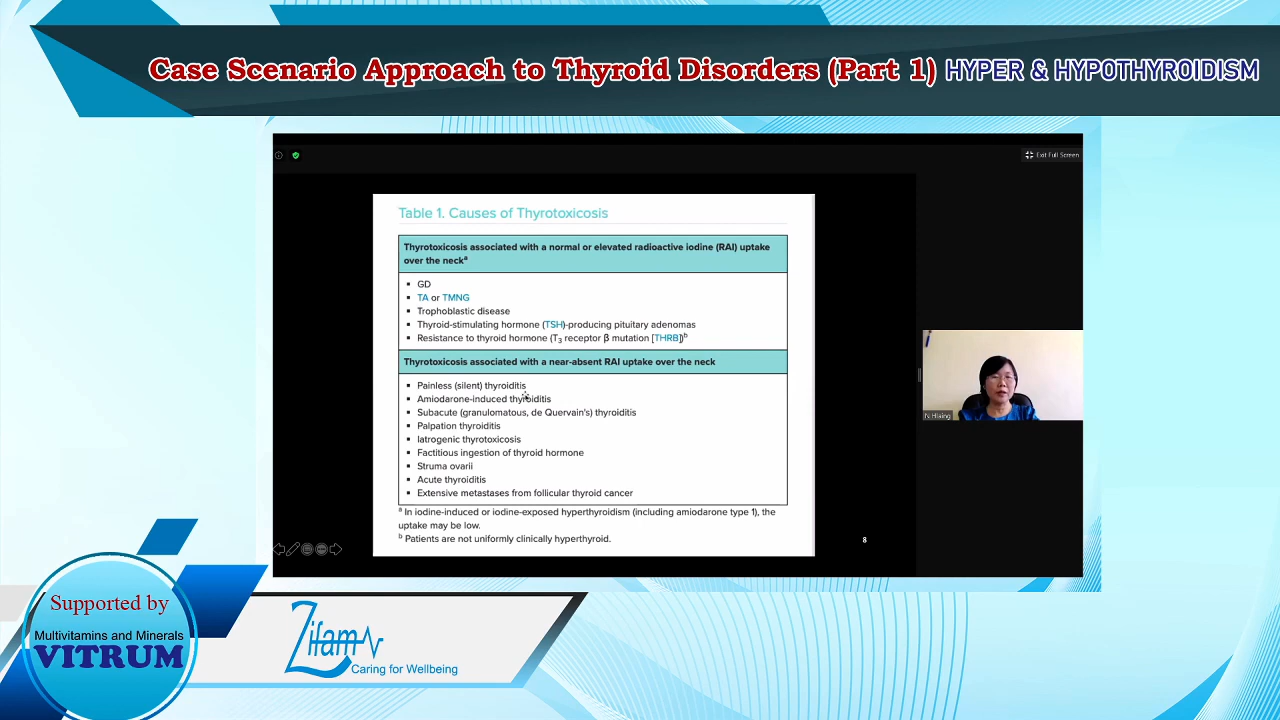 Case Scenario Approach to Thyroid Disorders (Part 1) HYPER & HYPOTHYROIDISM
Exit Full Screen
Table 1. Causes of Thyrotoxicosis
Thyrotoxicosis associated with a normal or elevated radioactive iodine (RAI) uptake
over the neckᵃ
▪ GD
▪ TA or TMNG
▪ Trophoblastic disease
▪ Thyroid-stimulating hormone (TSH)-producing pituitary adenomas
▪ Resistance to thyroid hormone (T₃ receptor β mutation [THRB])ᵇ
Thyrotoxicosis associated with a near-absent RAI uptake over the neck
▪ Painless (silent) thyroiditis
▪ Amiodarone-induced thyroiditis
▪ Subacute (granulomatous, de Quervain's) thyroiditis
▪ Palpation thyroiditis
▪ Iatrogenic thyrotoxicosis
▪ Factitious ingestion of thyroid hormone
▪ Struma ovarii
▪ Acute thyroiditis
▪ Extensive metastases from follicular thyroid cancer
ᵃ In iodine-induced or iodine-exposed hyperthyroidism (including amiodarone type 1), the
uptake may be low.
ᵇ Patients are not uniformly clinically hyperthyroid.
8
Hlaing
Supported by
Multivitamins and Minerals
VITRUM
Zifam
Caring for Wellbeing